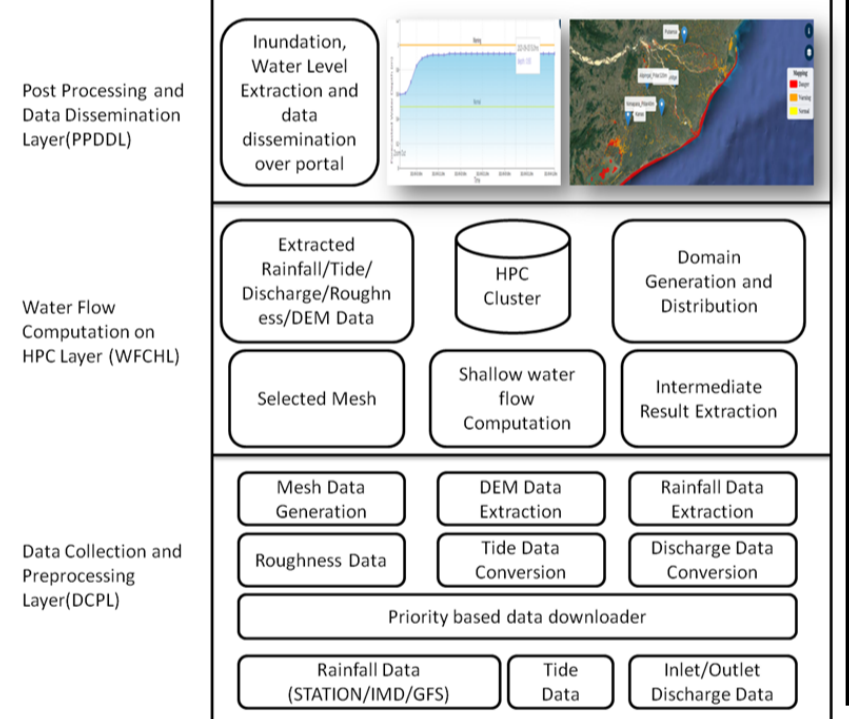 Post Processing and
Data Dissemination
Layer(PPDDL)
Inundation,
Water Level
Extraction and
data
dissemination
over portal
Time
Mapping
Danger
Warning
Normal
Water Flow
Computation on
HPC Layer (WFCHL)
Extracted
Rainfall/Tide/
Discharge/Roughn
ess/DEM Data
HPC
Cluster
Domain
Generation and
Distribution
Selected Mesh
Shallow water
flow
Computation
Intermediate
Result Extraction
Data Collection and
Preprocessing
Layer(DCPL)
Mesh Data
Generation
DEM Data
Extraction
Rainfall Data
Extraction
Roughness Data
Tide Data
Conversion
Discharge Data
Conversion
Priority based data downloader
Rainfall Data
(STATION/IMD/GFS)
Tide
Data
Inlet/Outlet
Discharge Data